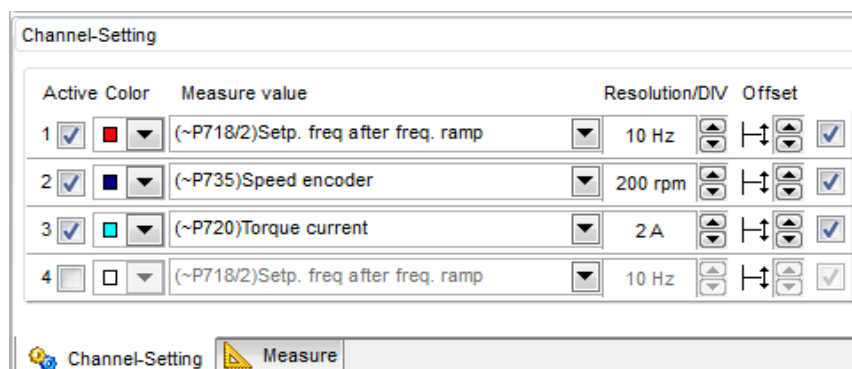 Channel-Setting
Active Color Measure value Resolution/DIV Offset
1 (~P718/2)Setp. freq after freq. ramp 10 Hz
2 (~P735)Speed encoder 200 rpm
3 (~P720)Torque current 2 A
4 (~P718/2)Setp. freq after freq. ramp 10 Hz
Channel-Setting Measure